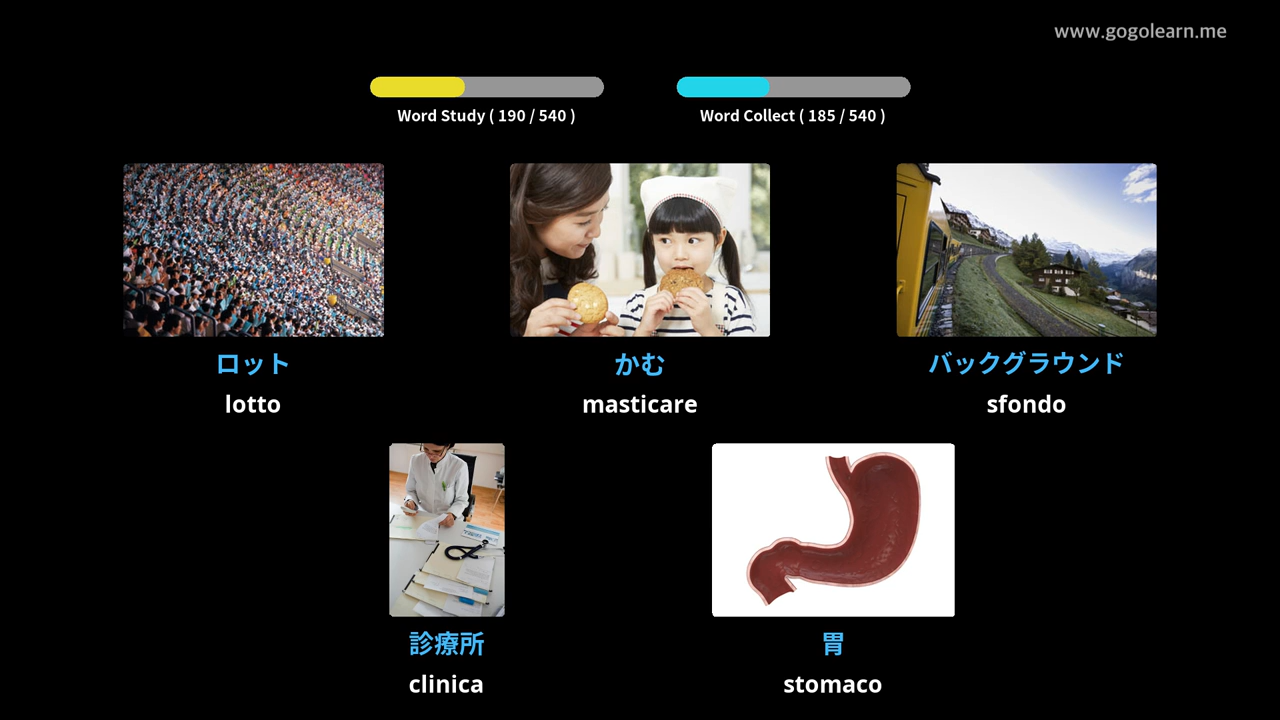 www.gogolearn.me
Word Study ( 190 / 540 )
Word Collect ( 185 / 540 )
ロット
lotto
かむ
masticare
バックグラウンド
sfondo
診療所
clinica
胃
stomaco